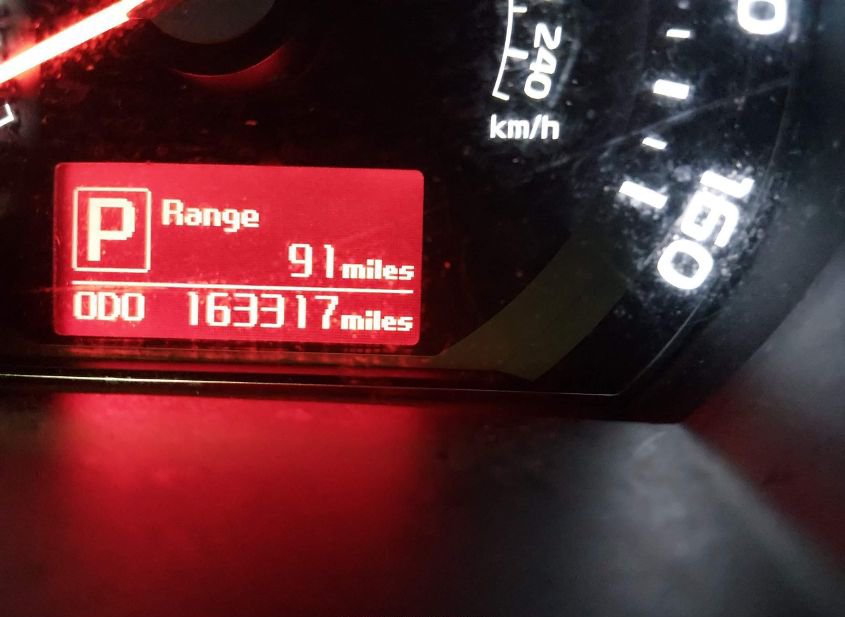 240
km/h
160
P Range
91 miles
ODO 163317 miles